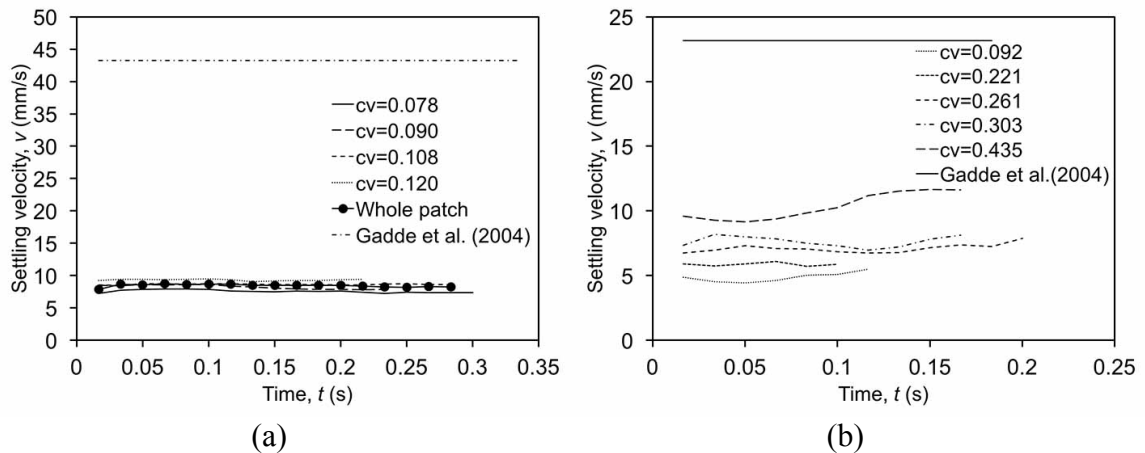 50
45
40
35
30
25
20
15
10
5
0
Settling velocity, v (mm/s)
cv=0.078
cv=0.090
cv=0.108
cv=0.120
Whole patch
Gadde et al. (2004)
0 0.05 0.1 0.15 0.2 0.25 0.3 0.35
Time, t (s)
(a)
25
20
15
10
5
0
Settling velocity, v (mm/s)
cv=0.092
cv=0.221
cv=0.261
cv=0.303
cv=0.435
Gadde et al.(2004)
0 0.05 0.1 0.15 0.2 0.25
Time, t (s)
(b)